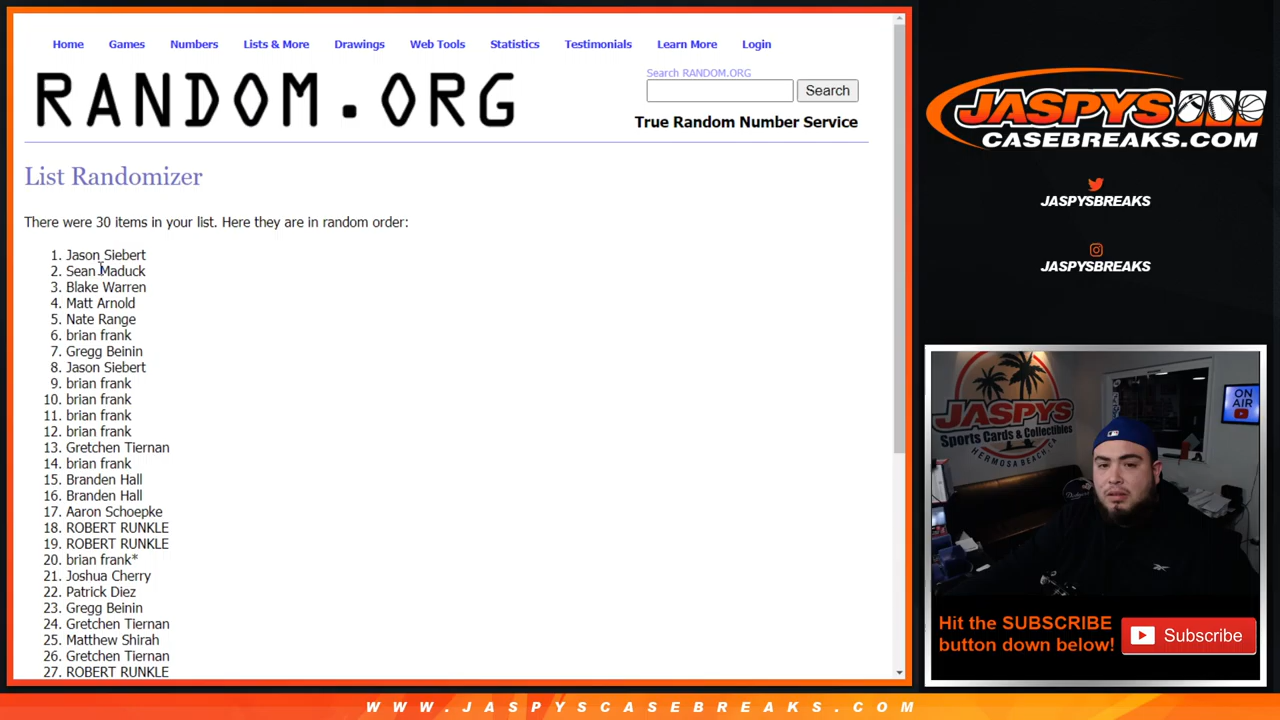 Home Games Numbers Lists & More Drawings Web Tools Statistics Testimonials Learn More Login
RANDOM.ORG
Search RANDOM.ORG
Search
True Random Number Service
List Randomizer
There were 30 items in your list. Here they are in random order:
1. Jason Siebert
2. Sean Maduck
3. Blake Warren
4. Matt Arnold
5. Nate Range
6. brian frank
7. Gregg Beinin
8. Jason Siebert
9. brian frank
10. brian frank
11. brian frank
12. brian frank
13. Gretchen Tiernan
14. brian frank
15. Branden Hall
16. Branden Hall
17. Aaron Schoepke
18. ROBERT RUNKLE
19. ROBERT RUNKLE
20. brian frank*
21. Joshua Cherry
22. Patrick Diez
23. Gregg Beinin
24. Gretchen Tiernan
25. Matthew Shirah
26. Gretchen Tiernan
27. ROBERT RUNKLE
JASPYS
CASEBREAKS.COM
JASPYSBREAKS
JASPYSBREAKS
JASPYS
Sports Cards & Collectibles
HERMOSA BEACH, CA
ON
AIR
Hit the SUBSCRIBE
button down below!
Subscribe
WWW.JASPYSCASEBREAKS.COM